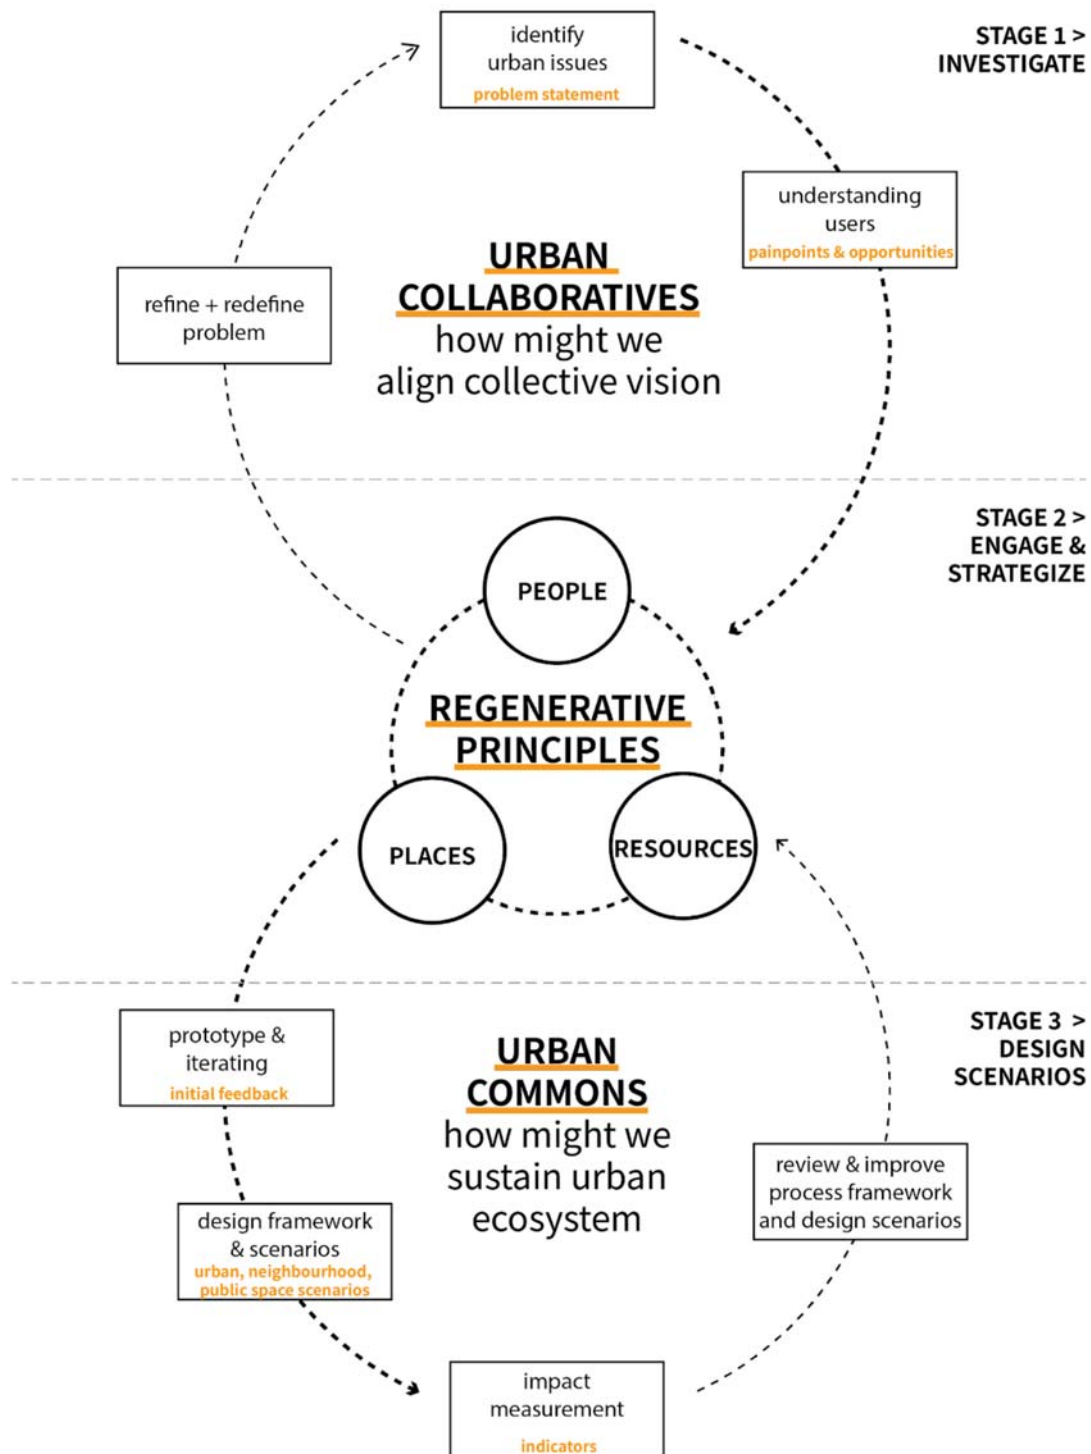 identify
urban issues
problem statement
STAGE 1 >
INVESTIGATE
understanding
users
painpoints & opportunities
URBAN
COLLABORATIVES
how might we
align collective vision
refine + redefine
problem
STAGE 2 >
ENGAGE &
STRATEGIZE
PEOPLE
REGENERATIVE
PRINCIPLES
PLACES
RESOURCES
STAGE 3 >
DESIGN
SCENARIOS
prototype &
iterating
initial feedback
URBAN
COMMONS
how might we
sustain urban
ecosystem
review & improve
process framework
and design scenarios
design framework
& scenarios
urban, neighbourhood,
public space scenarios
impact
measurement
indicators